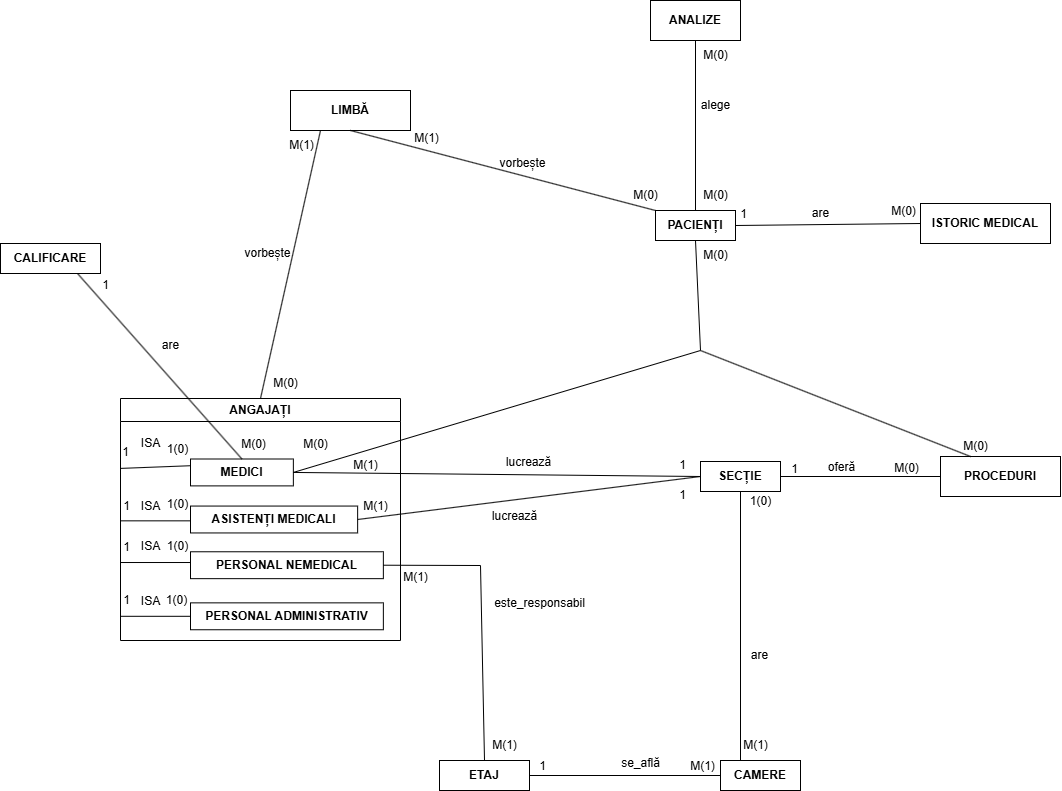 ANALIZE
M(0)
alege
LIMBĂ
M(1)
M(1)
vorbește
M(0)
M(0)
PACIENȚI
1
are
M(0)
ISTORIC MEDICAL
M(0)
vorbește
CALIFICARE
1
are
M(0)
ANGAJAȚI
1
ISA
1(0)
M(0)
M(0)
MEDICI
M(1)
lucrează
1
SECȚIE
1
oferă
M(0)
M(0)
PROCEDURI
1
ISA
1(0)
ASISTENȚI MEDICALI
M(1)
lucrează
1
1(0)
1
ISA
1(0)
PERSONAL NEMEDICAL
M(1)
este_responsabil
1
ISA
1(0)
PERSONAL ADMINISTRATIV
are
M(1)
M(1)
ETAJ
1
se_află
M(1)
CAMERE